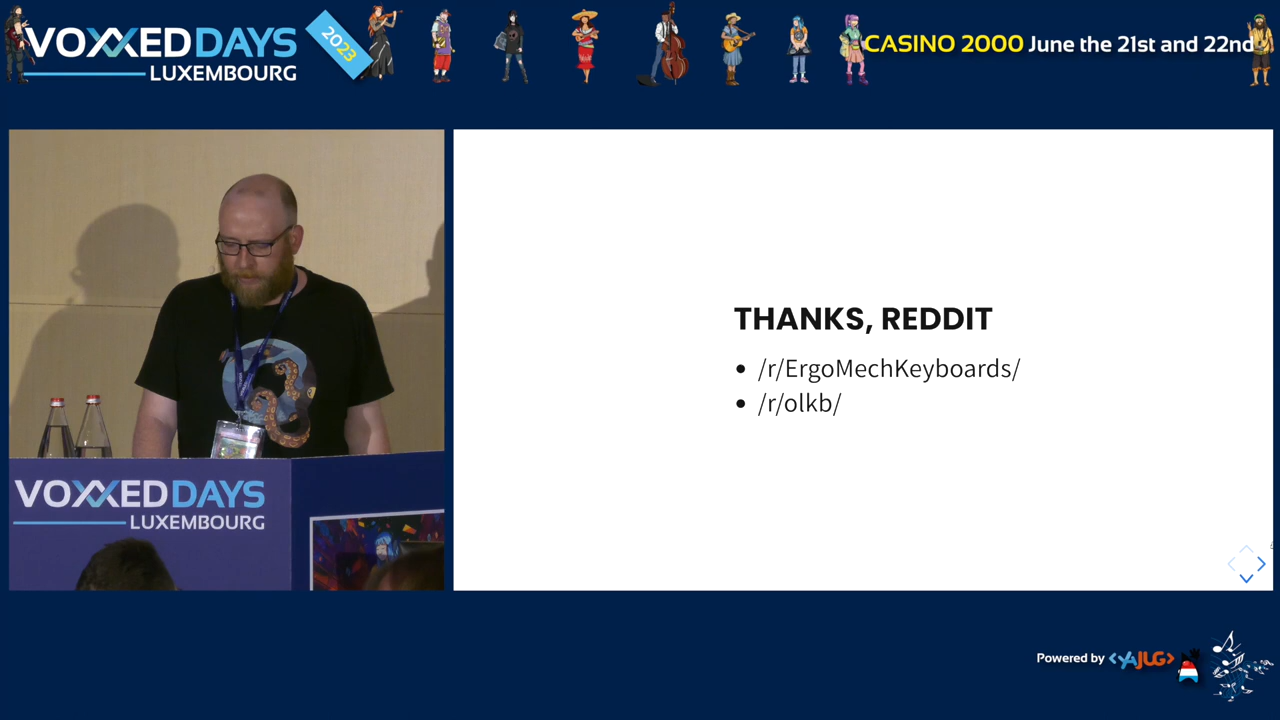 VOXXED DAYS
LUXEMBOURG
2023
CASINO 2000 June the 21st and 22nd
THANKS, REDDIT
• /r/ErgoMechKeyboards/
• /r/olkb/
VOXXED DAYS
LUXEMBOURG
Powered by <YAJUG>